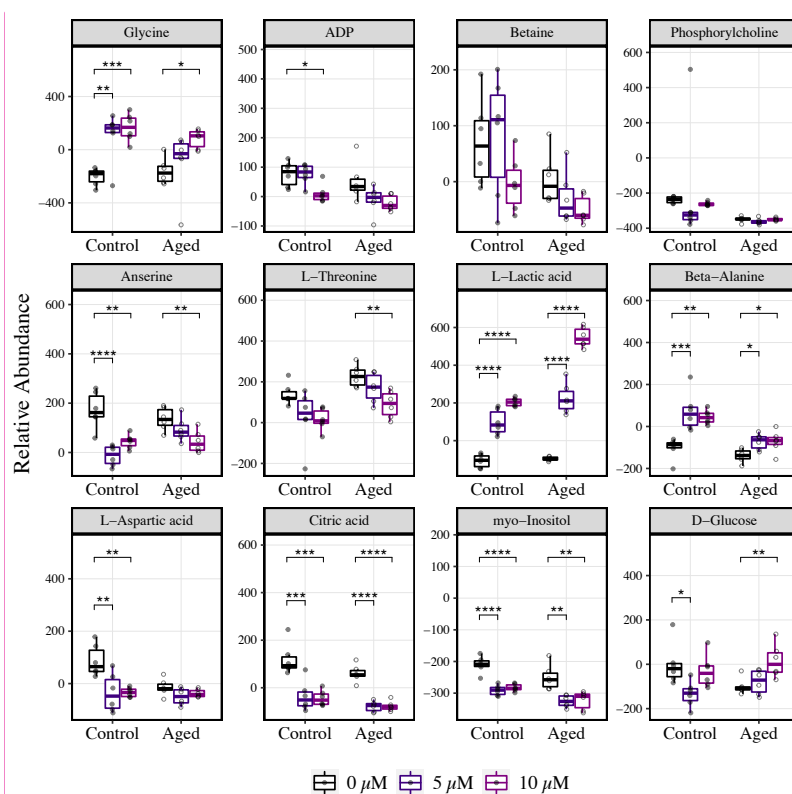 Glycine
ADP
Betaine
Phosphorylcholine
400
0
−400
*** * **
Control Aged
500
400
300
200
100
0
−100
*
Control Aged
200
100
0
Control Aged
600
400
200
0
−200
−400
Control Aged
Relative Abundance
Anserine
L−Threonine
L−Lactic acid
Beta−Alanine
600
400
200
0
** ** ****
Control Aged
600
400
200
0
−200
**
Control Aged
600
400
200
0
**** **** **** ****
Control Aged
600
400
200
0
−200
** * *** *
Control Aged
L−Aspartic acid
Citric acid
myo−Inositol
D−Glucose
400
200
0
** **
Control Aged
600
400
200
0
*** **** *** ****
Control Aged
300
200
100
0
−100
−200
−300
**** ** **** **
Control Aged
400
200
0
−200
** *
Control Aged
0 μM 5 μM 10 μM